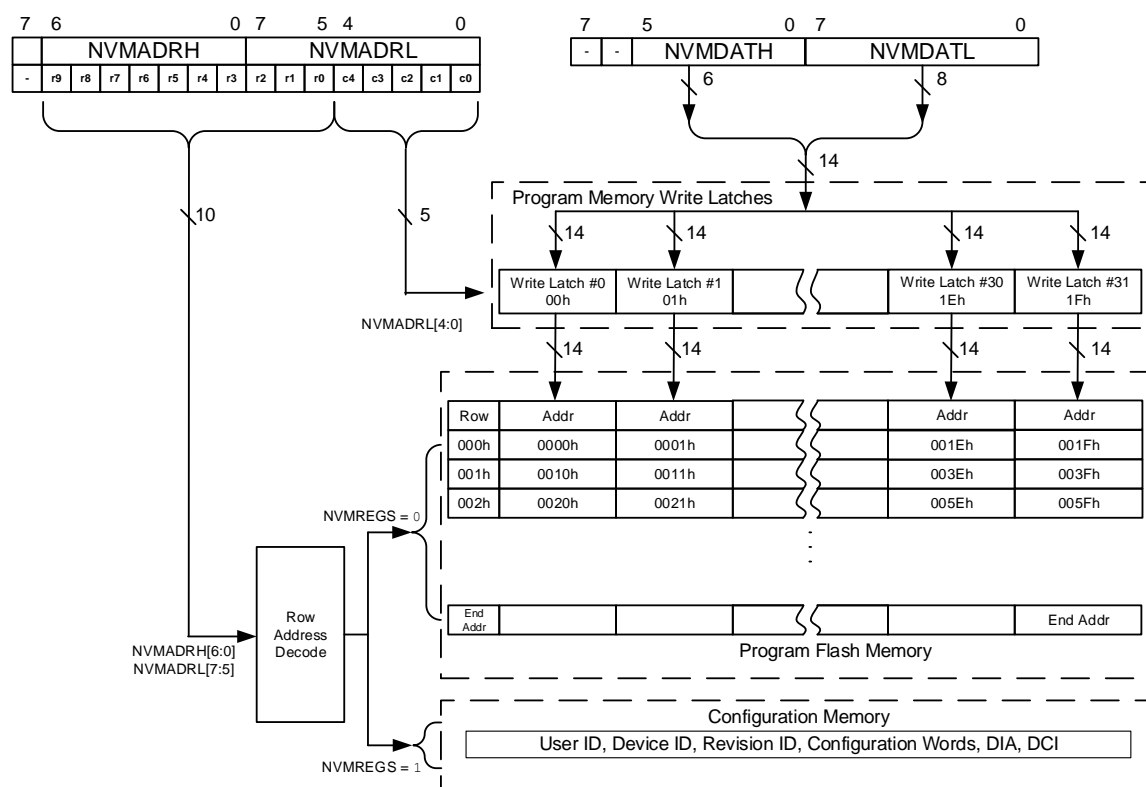 7 6 0 7 5 4 0
NVMADRH NVMADRL
- r9 r8 r7 r6 r5 r4 r3 r2 r1 r0 c4 c3 c2 c1 c0
7 5 0 7 0
- - NVMDATH NVMDATL
6 8
14
10 5
Program Memory Write Latches
14 14 14 14
Write Latch #0 Write Latch #1 Write Latch #30 Write Latch #31
00h 01h 1Eh 1Fh
NVMADRL[4:0]
14 14 14 14
Row Addr Addr Addr Addr
000h 0000h 0001h 001Eh 001Fh
001h 0010h 0011h 003Eh 003Fh
002h 0020h 0021h 005Eh 005Fh
NVMREGS = 0
End
Addr
End Addr
Row
Address
Decode
NVMADRH[6:0]
NVMADRL[7:5]
Program Flash Memory
Configuration Memory
User ID, Device ID, Revision ID, Configuration Words, DIA, DCI
NVMREGS = 1